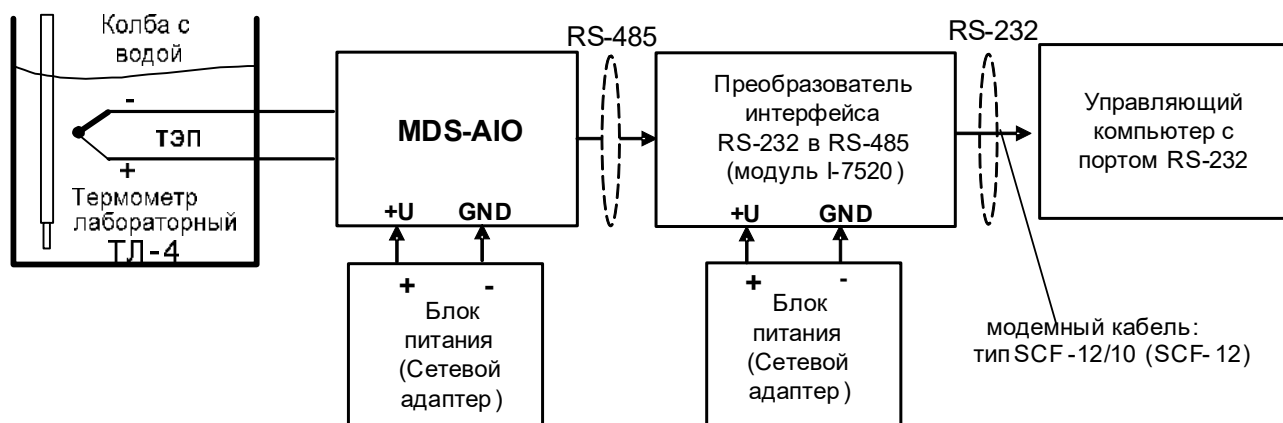 Колба с
водой
-
ТЭП
+
Термометр
лабораторный
ТЛ-4
MDS-AIO
+U GND
+ -
Блок
питания
(Сетевой
адаптер)
RS-485
Преобразователь
интерфейса
RS-232 в RS-485
(модуль I-7520)
+U GND
+ -
Блок
питания
(Сетевой
адаптер)
RS-232
Управляющий
компьютер с
портом RS-232
модемный кабель:
тип SCF-12/10 (SCF-12)